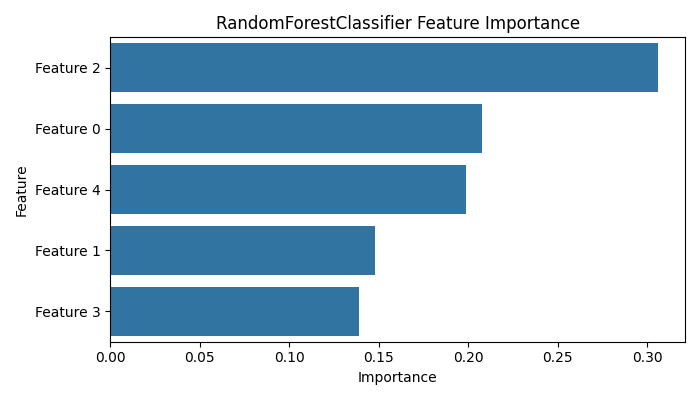 RandomForestClassifier Feature Importance
Feature
Feature 2
Feature 0
Feature 4
Feature 1
Feature 3
0.00 0.05 0.10 0.15 0.20 0.25 0.30
Importance